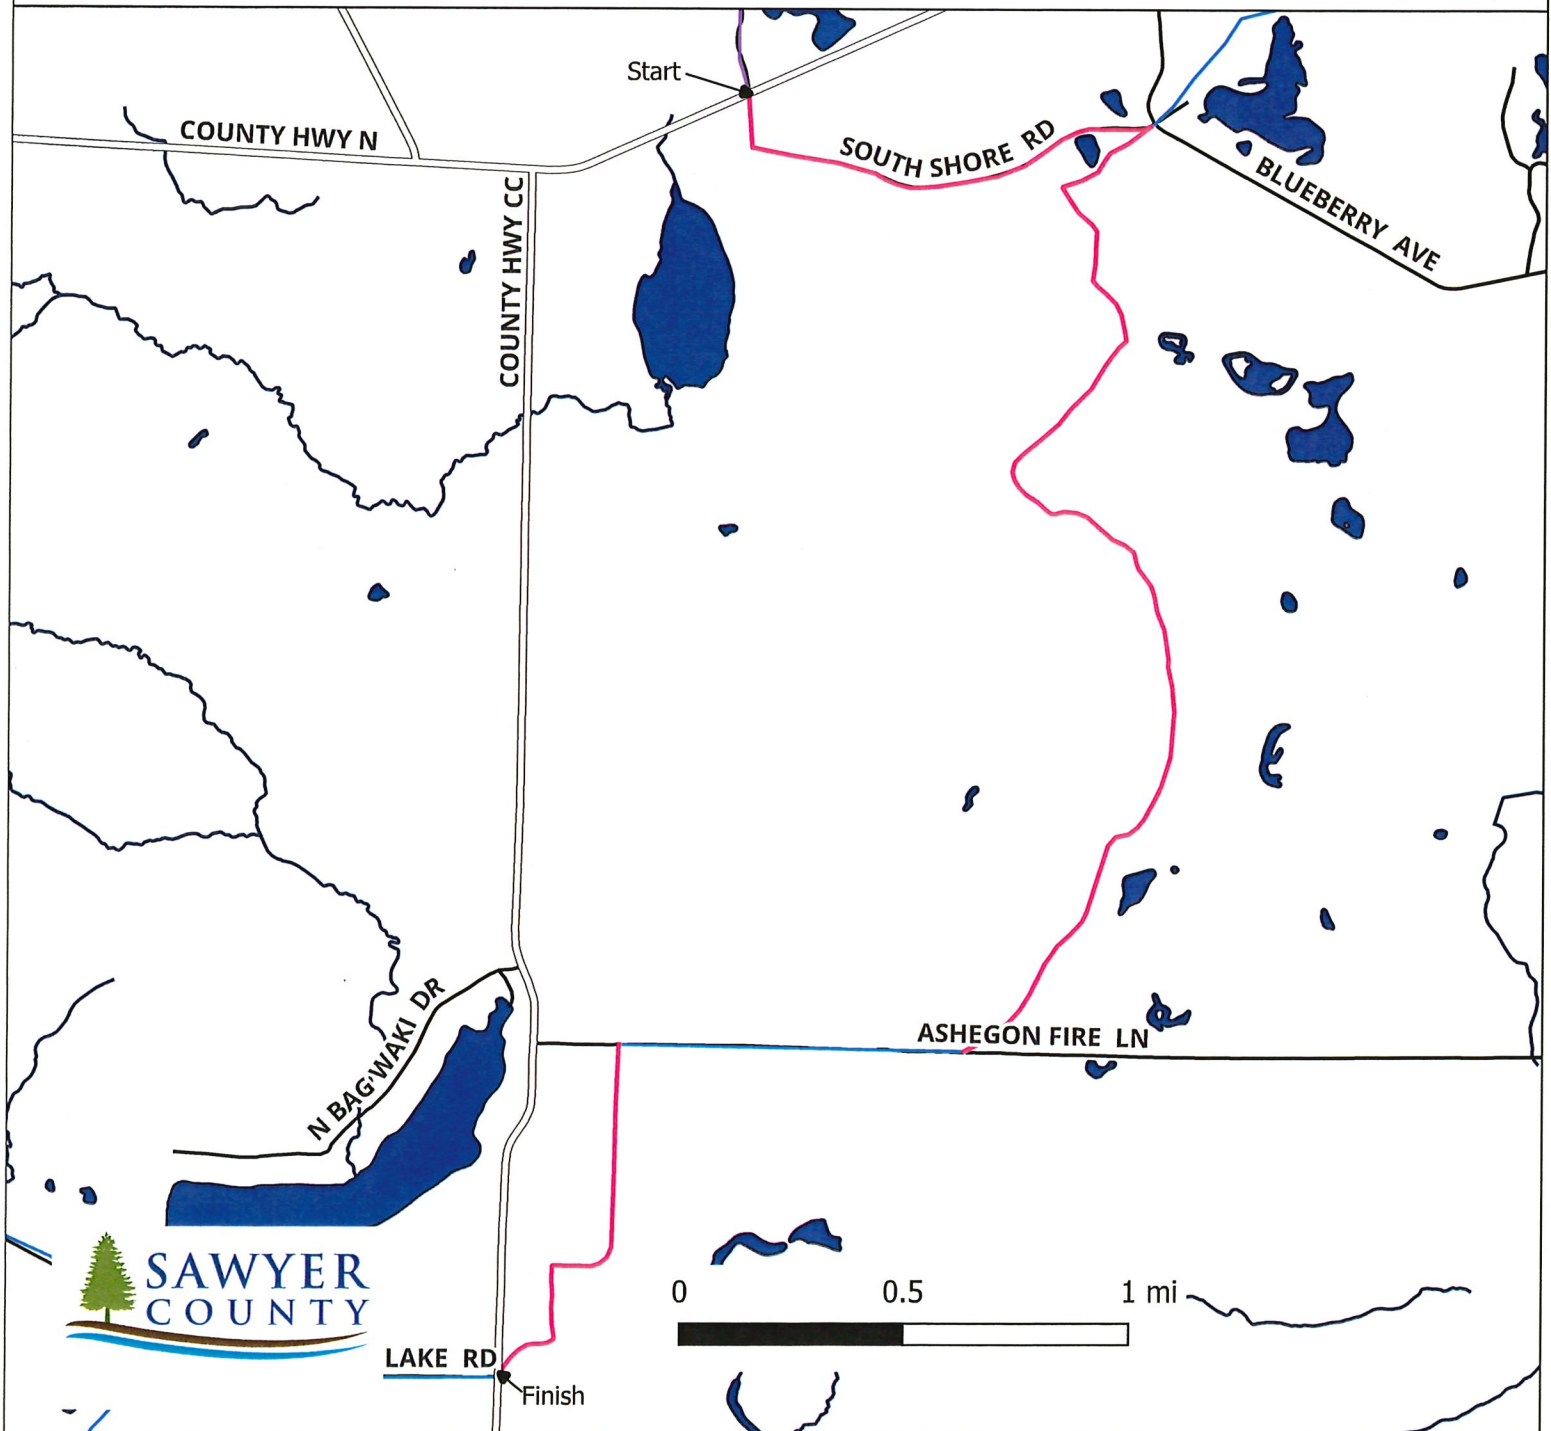 Start
COUNTY HWY N
SOUTH SHORE RD
BLUEBERRY AVE
COUNTY HWY CC
N BAG'WAKI DR
ASHEGON FIRE LN
SAWYER
COUNTY
0 0.5 1 mi
LAKE RD
Finish